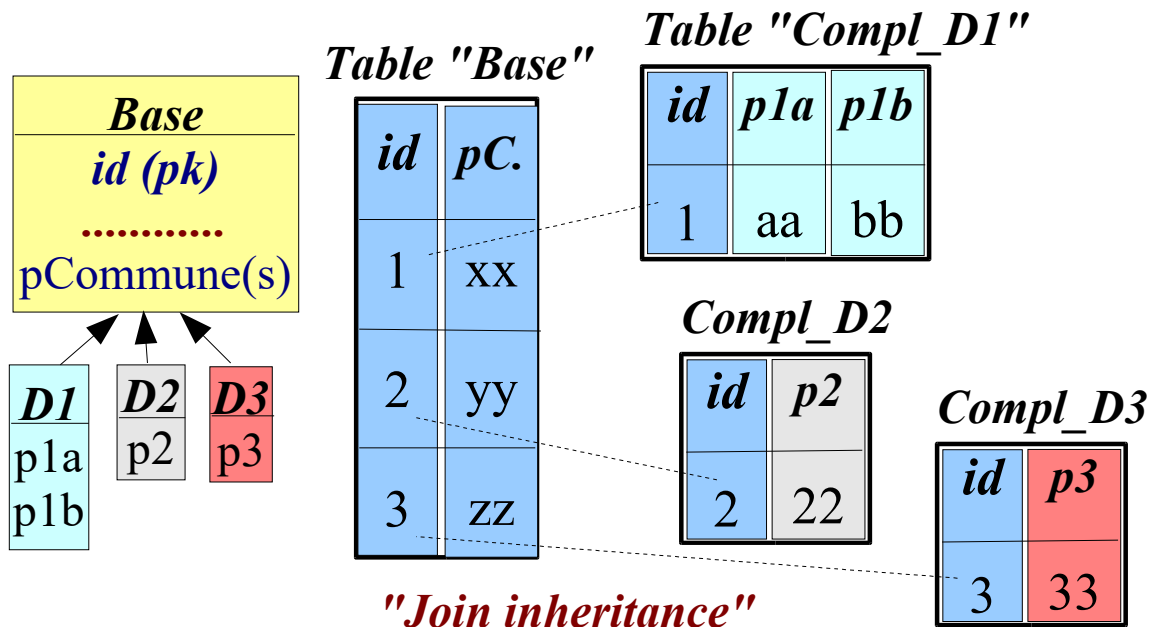 Base
id (pk)
............
pCommune(s)
D1
p1a
p1b
D2
p2
D3
p3
Table "Base"
id pC.
1 xx
2 yy
3 zz
Table "Compl_D1"
id p1a p1b
1 aa bb
Compl_D2
id p2
2 22
Compl_D3
id p3
3 33
"Join inheritance"